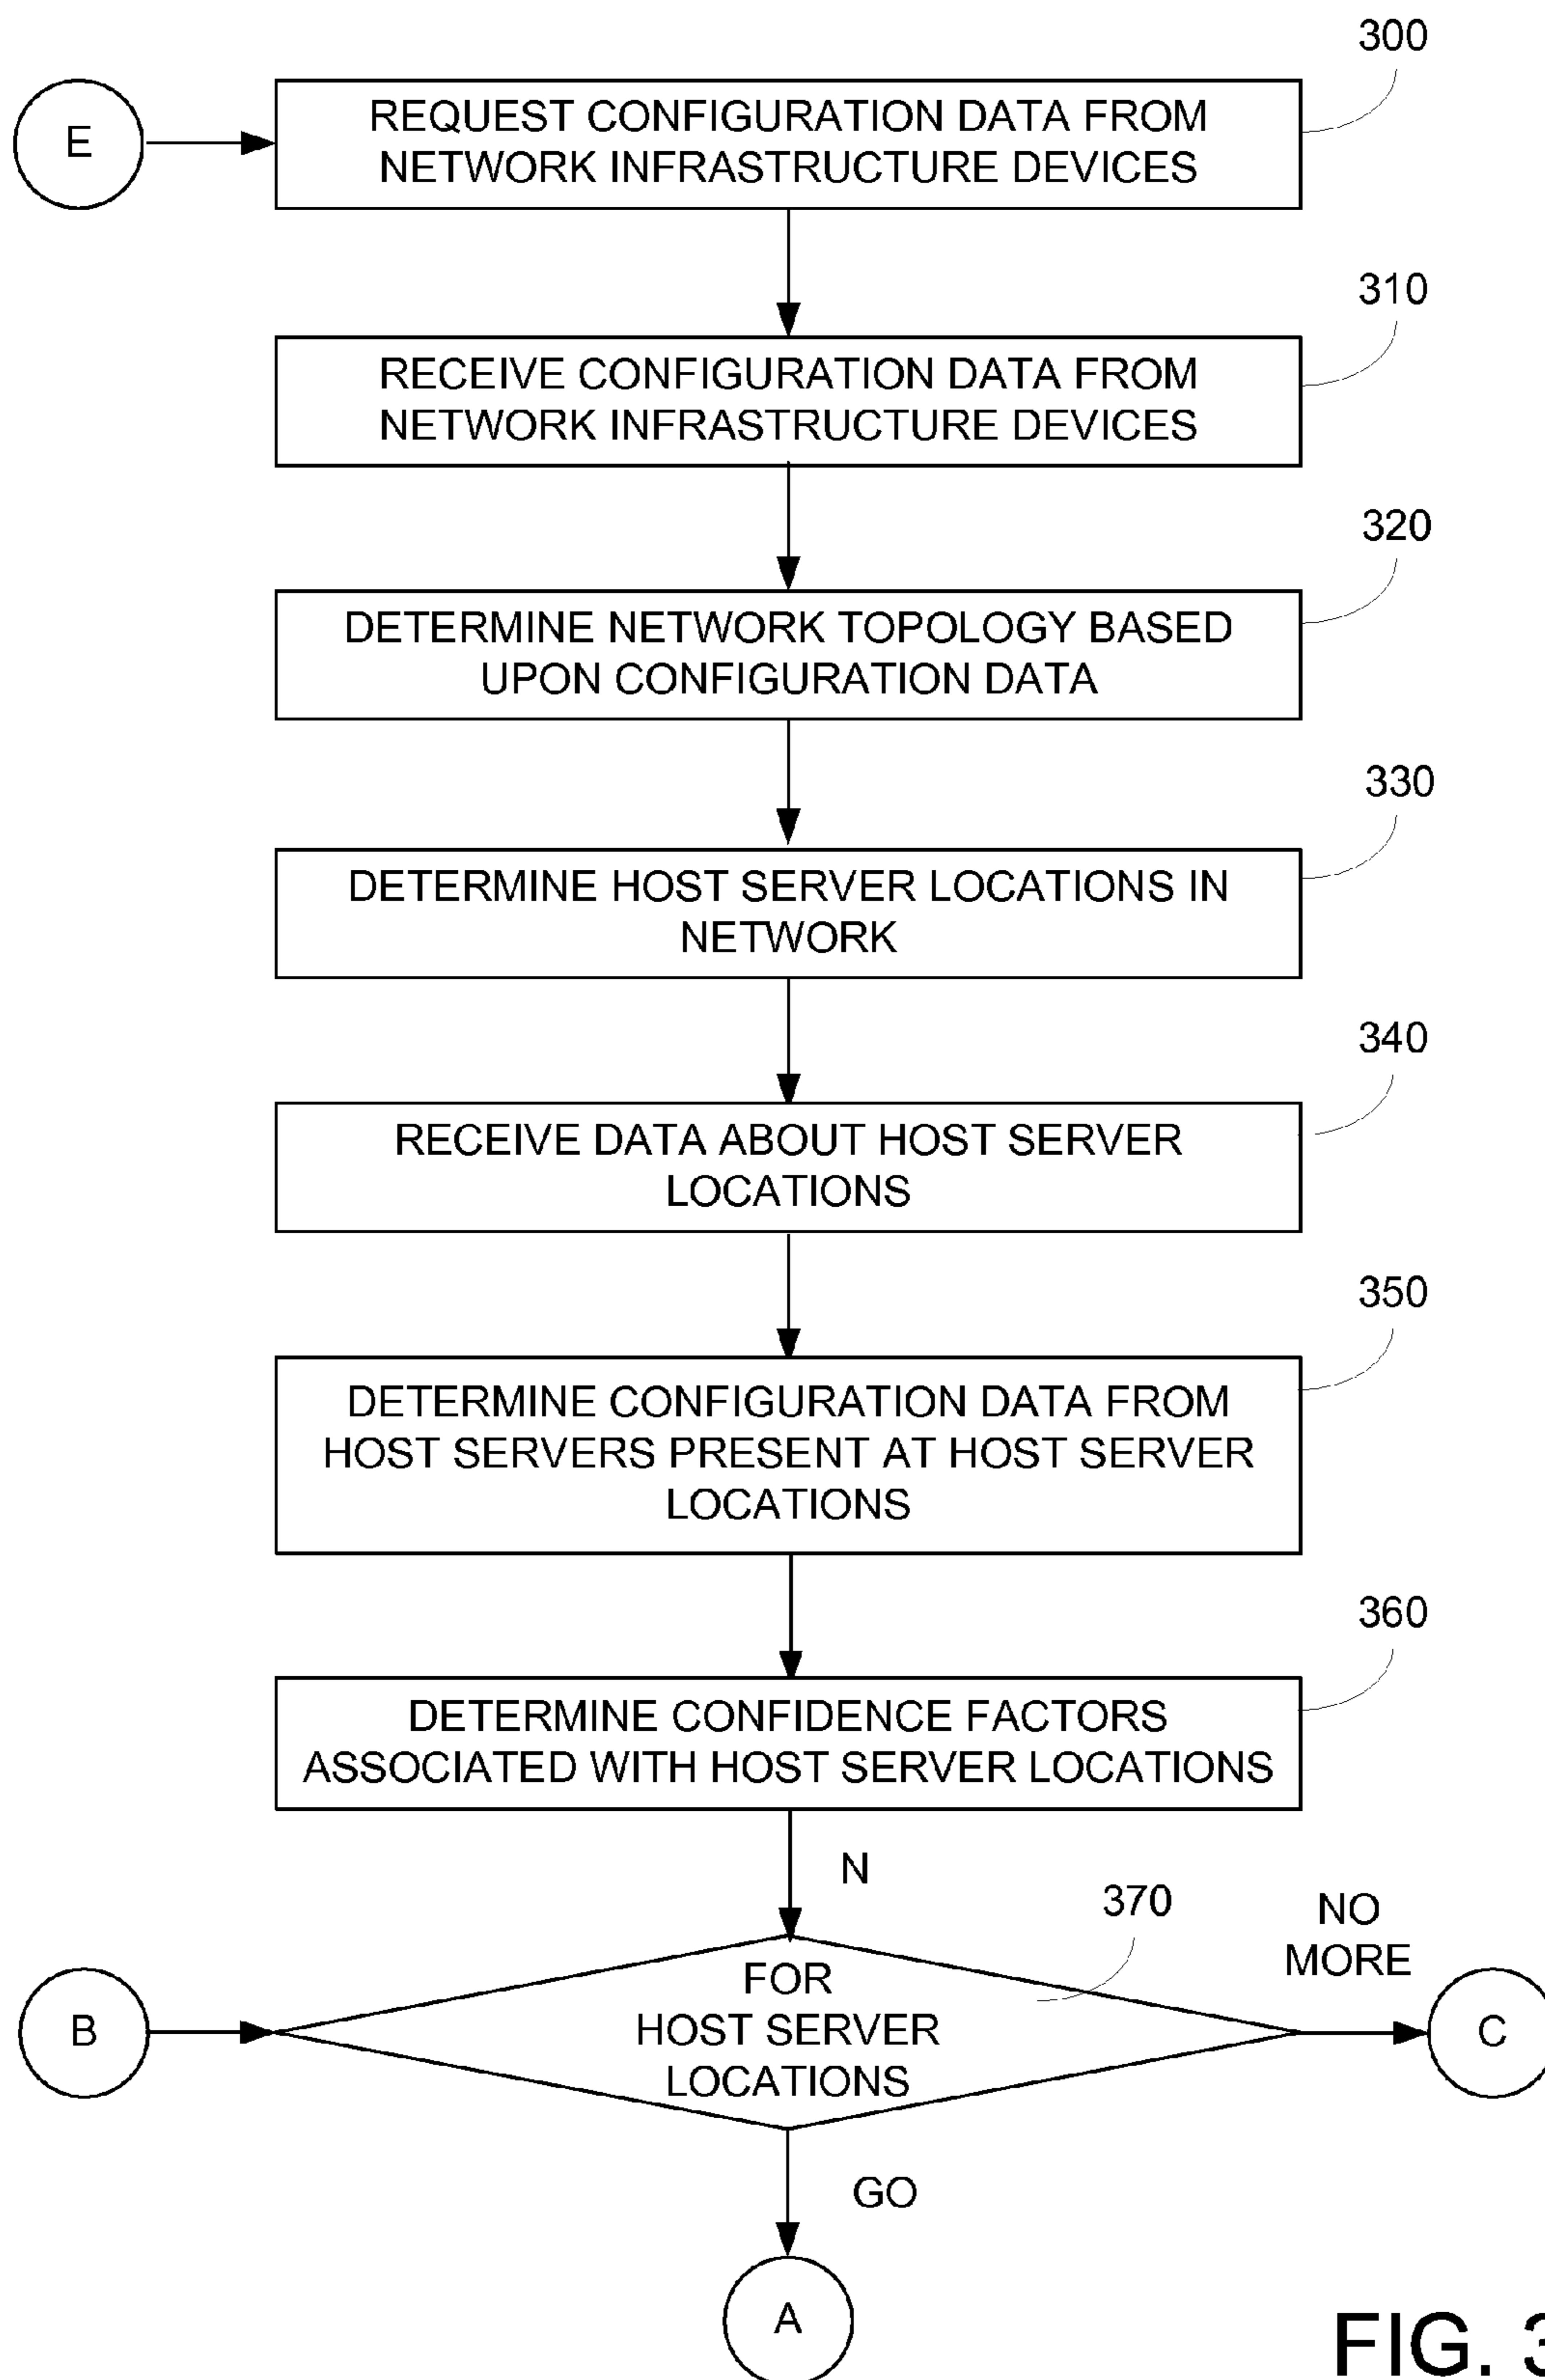 300
E
REQUEST CONFIGURATION DATA FROM
NETWORK INFRASTRUCTURE DEVICES
310
RECEIVE CONFIGURATION DATA FROM
NETWORK INFRASTRUCTURE DEVICES
320
DETERMINE NETWORK TOPOLOGY BASED
UPON CONFIGURATION DATA
330
DETERMINE HOST SERVER LOCATIONS IN
NETWORK
340
RECEIVE DATA ABOUT HOST SERVER
LOCATIONS
350
DETERMINE CONFIGURATION DATA FROM
HOST SERVERS PRESENT AT HOST SERVER
LOCATIONS
360
DETERMINE CONFIDENCE FACTORS
ASSOCIATED WITH HOST SERVER LOCATIONS
N
370
NO
MORE
B
FOR
HOST SERVER
LOCATIONS
C
GO
A
FIG. 3